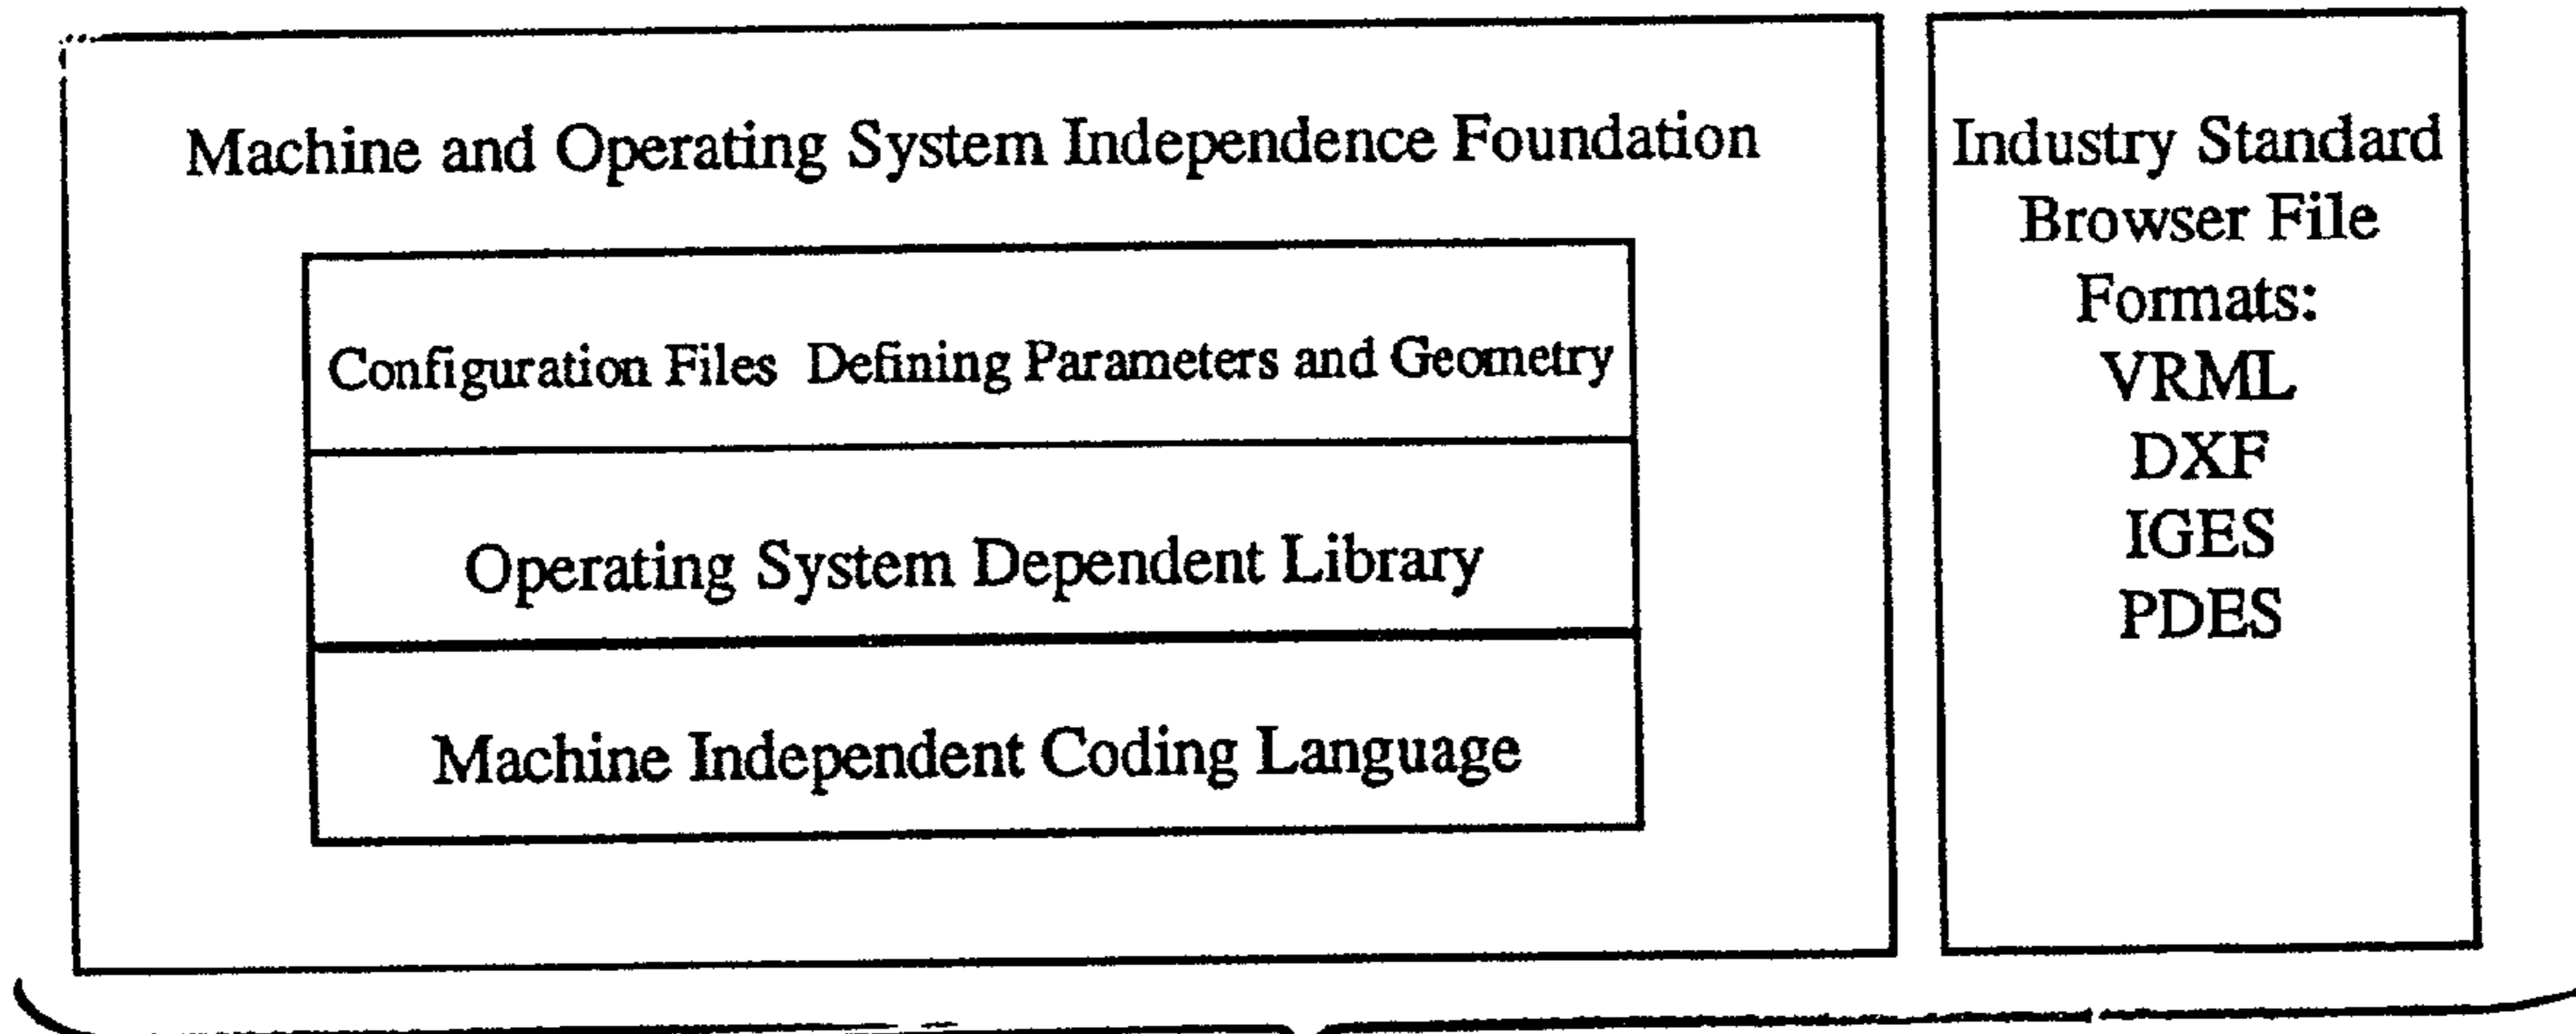 Machine and Operating System Independence Foundation
Configuration Files Defining Parameters and Geometry
Operating System Dependent Library
Machine Independent Coding Language
Industry Standard
Browser File
Formats:
VRML
DXF
IGES
PDES